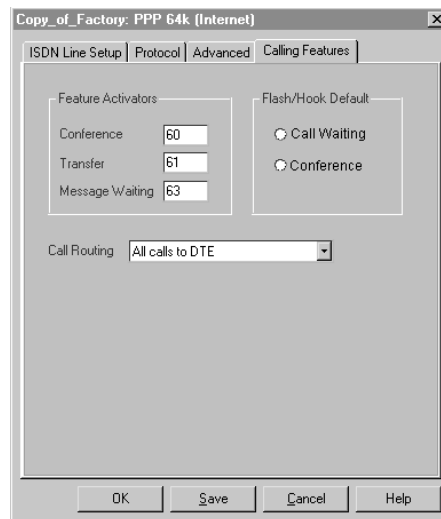 Copy_of_Factory: PPP 64k (Internet)
ISDN Line Setup Protocol Advanced Calling Features
Feature Activators
Conference 60
Transfer 61
Message Waiting 63
Flash/Hook Default
Call Waiting
Conference
Call Routing All calls to DTE
OK Save Cancel Help